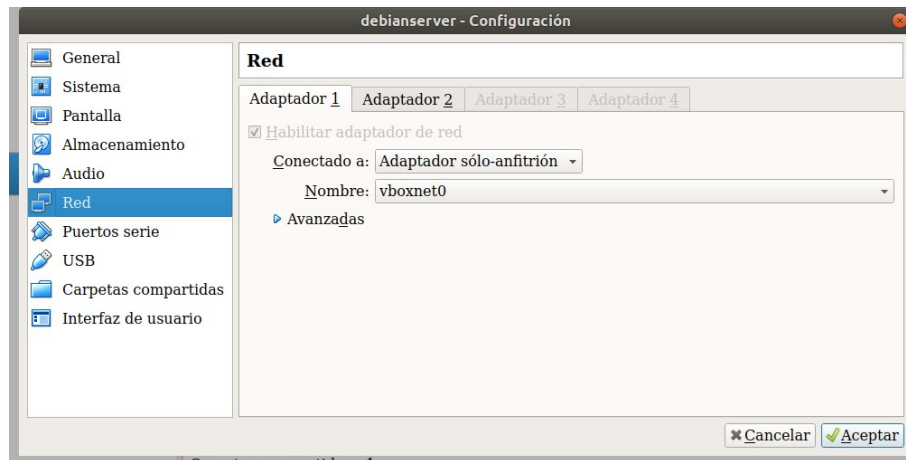 debianserver - Configuración
General
Sistema
Pantalla
Almacenamiento
Audio
Red
Puertos serie
USB
Carpetas compartidas
Interfaz de usuario
Red
Adaptador 1 Adaptador 2 Adaptador 3 Adaptador 4
Habilitar adaptador de red
Conectado a: Adaptador sólo-anfitrión
Nombre: vboxnet0
Avanzadas
Cancelar Aceptar